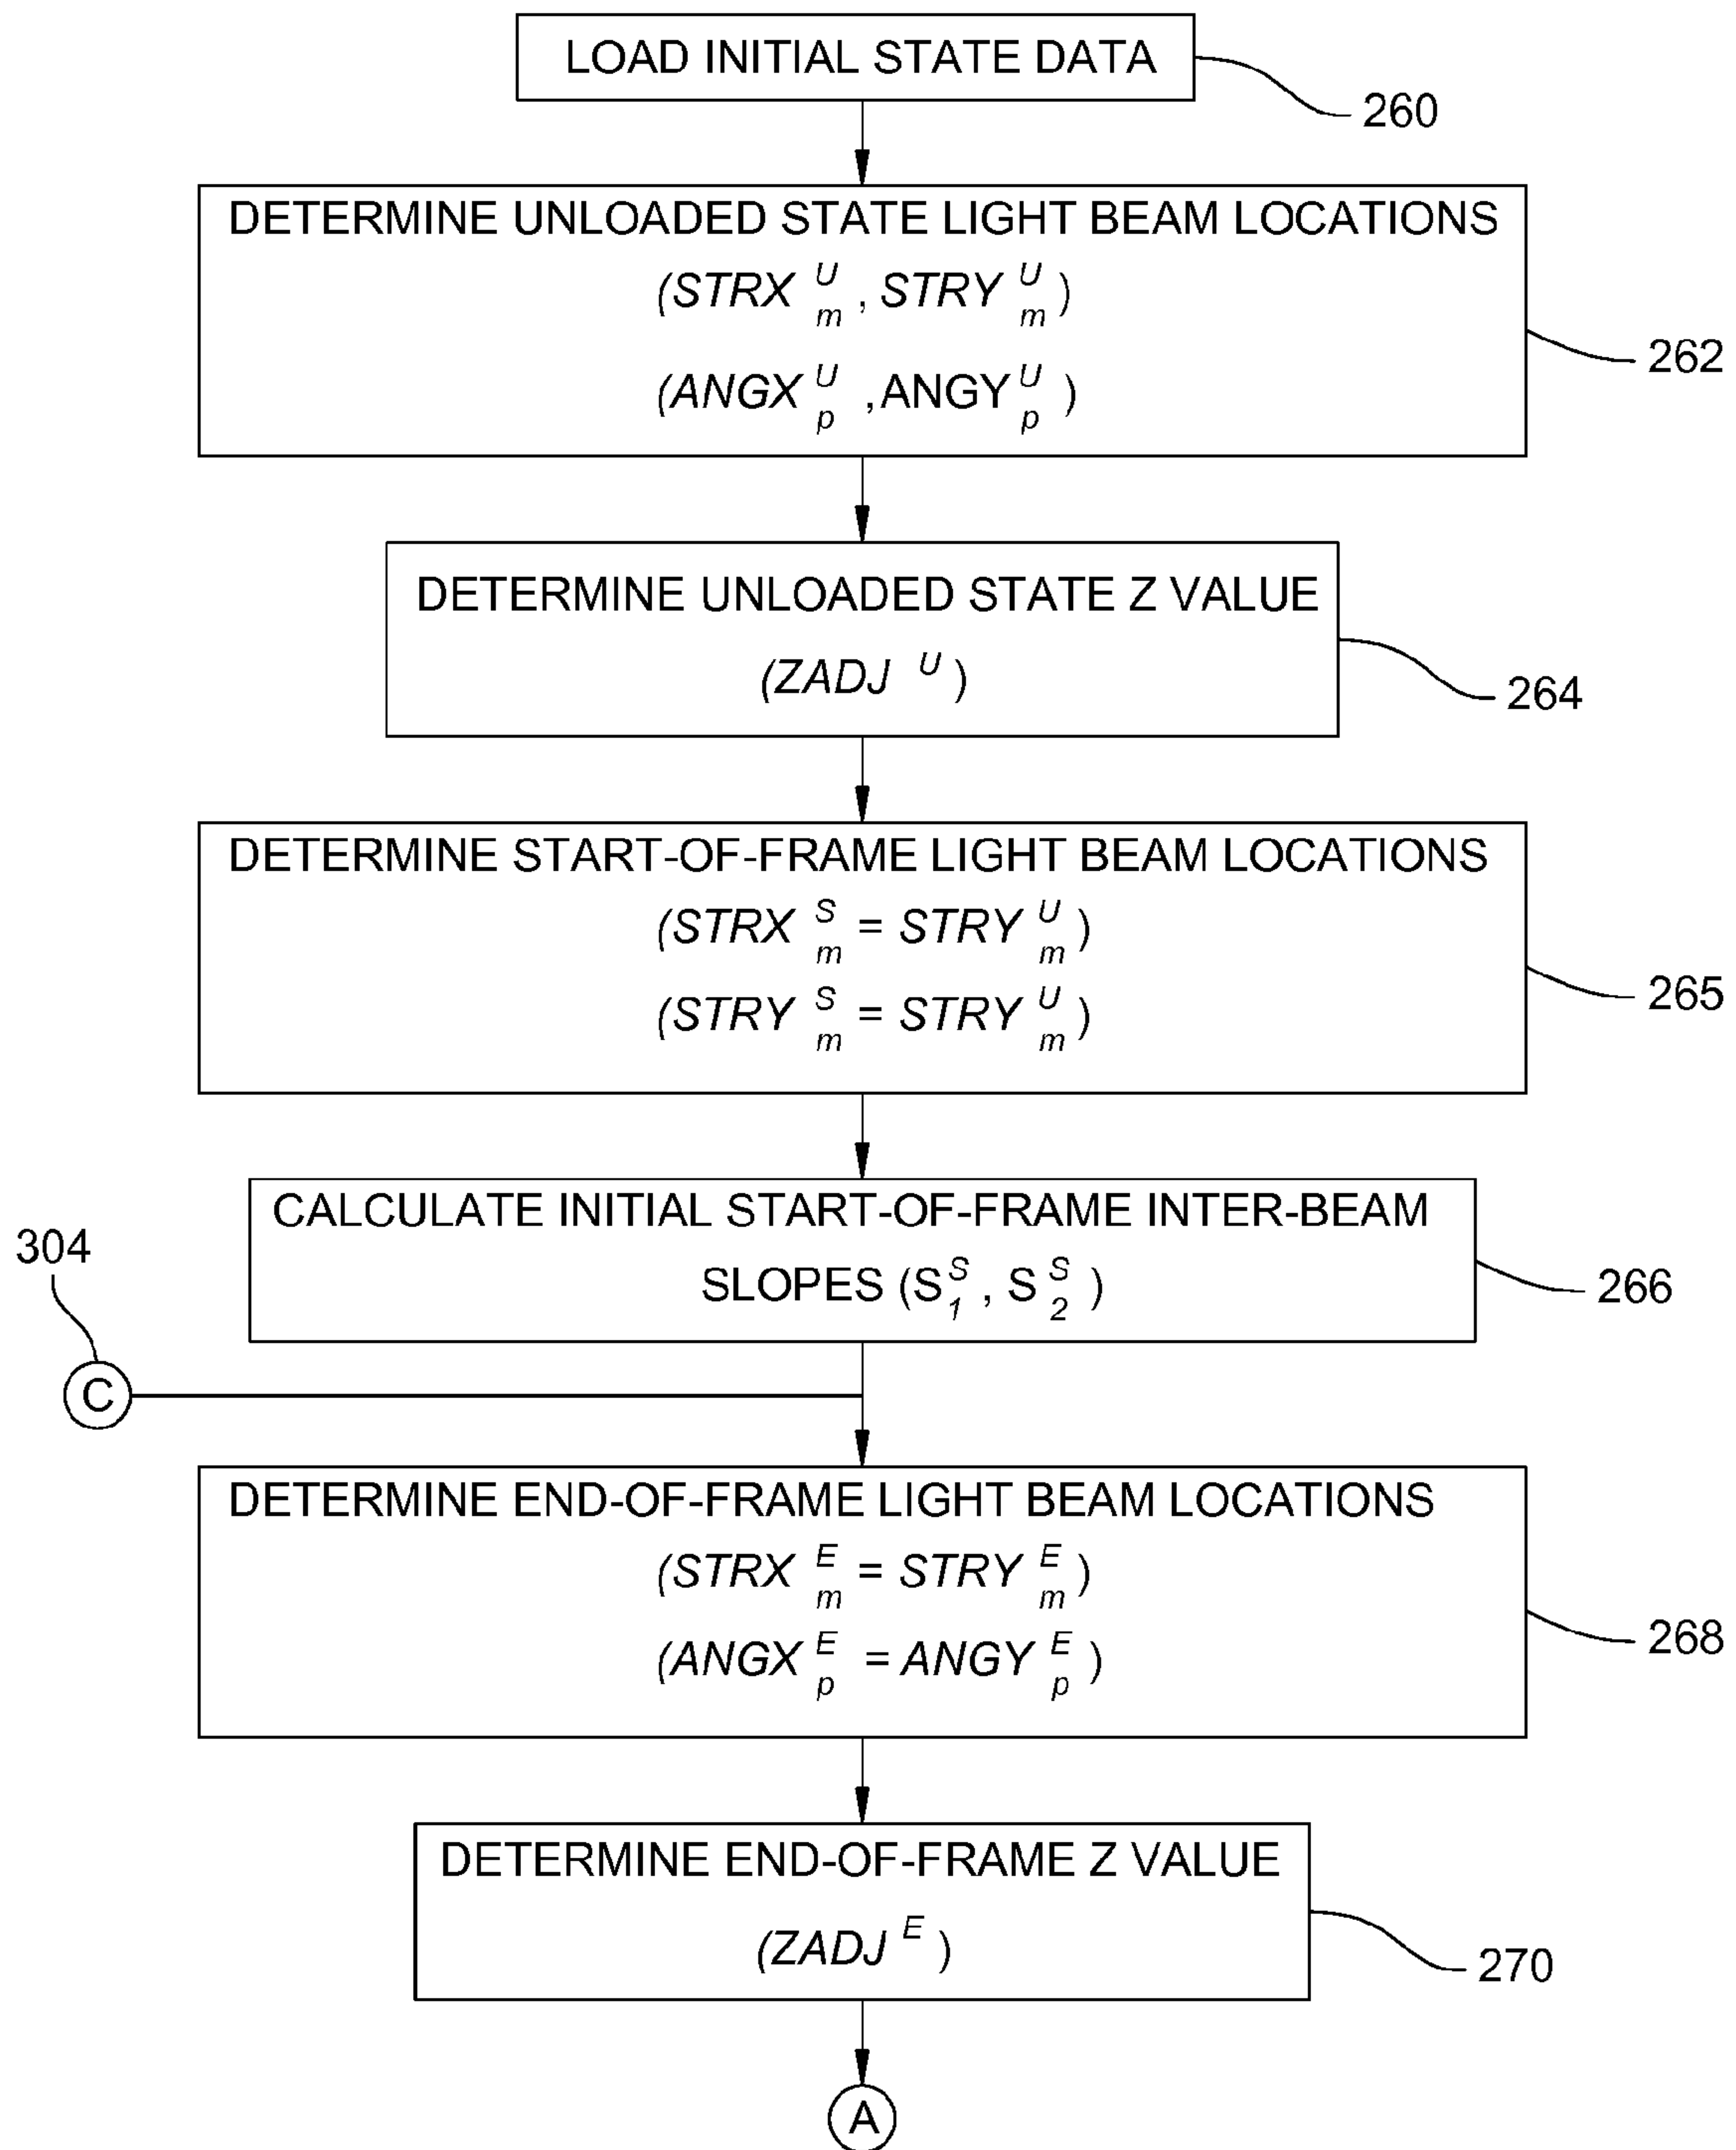 LOAD INITIAL STATE DATA
260
DETERMINE UNLOADED STATE LIGHT BEAM LOCATIONS
(STRX U m , STRY U m )
(ANGX U p , ANGY U p )
262
DETERMINE UNLOADED STATE Z VALUE
(ZADJ U )
264
DETERMINE START-OF-FRAME LIGHT BEAM LOCATIONS
(STRX S m = STRY U m )
(STRY S m = STRY U m )
265
CALCULATE INITIAL START-OF-FRAME INTER-BEAM
SLOPES (S S 1 , S S 2 )
266
304
C
DETERMINE END-OF-FRAME LIGHT BEAM LOCATIONS
(STRX E m = STRY E m )
(ANGX E p = ANGY E p )
268
DETERMINE END-OF-FRAME Z VALUE
(ZADJ E )
270
A